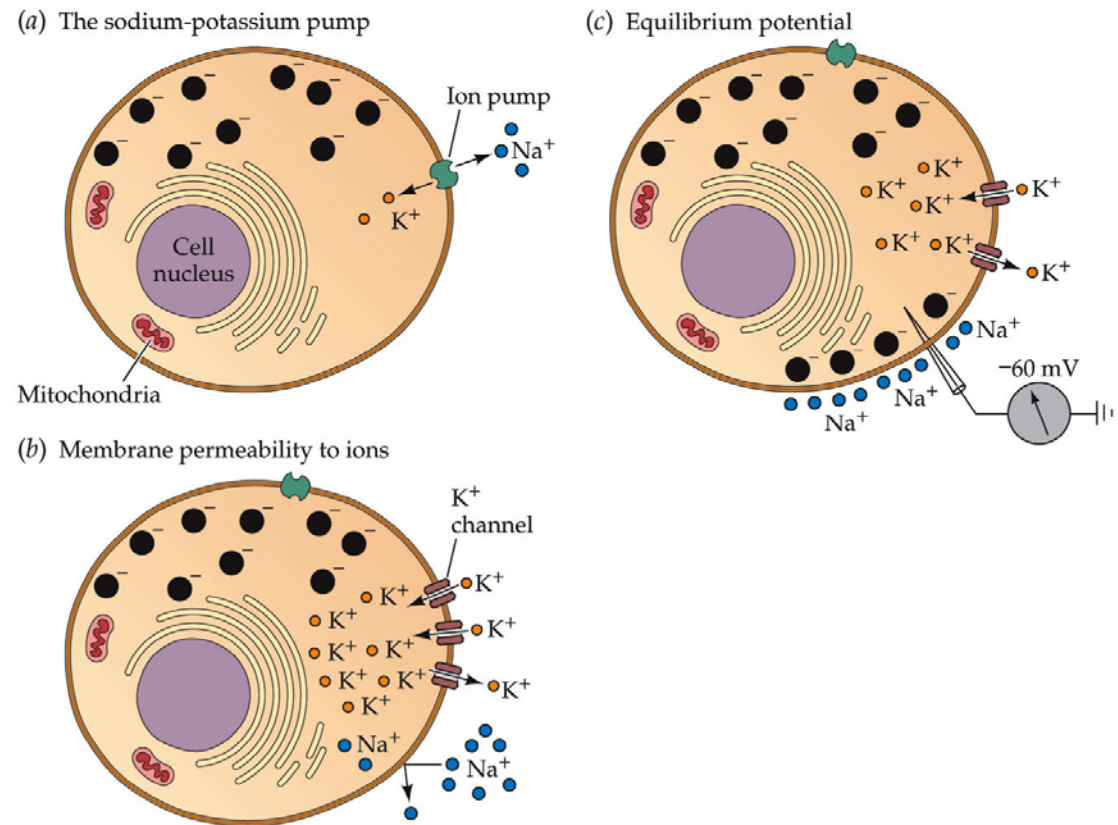 (a) The sodium-potassium pump
Ion pump
Na⁺
K⁺
Cell
nucleus
Mitochondria
(b) Membrane permeability to ions
K⁺
channel
K⁺
K⁺
K⁺
K⁺
K⁺
K⁺
K⁺
K⁺
K⁺
K⁺
Na⁺
Na⁺
(c) Equilibrium potential
K⁺
K⁺
K⁺
K⁺
K⁺
K⁺
K⁺
Na⁺
Na⁺
Na⁺
−60 mV